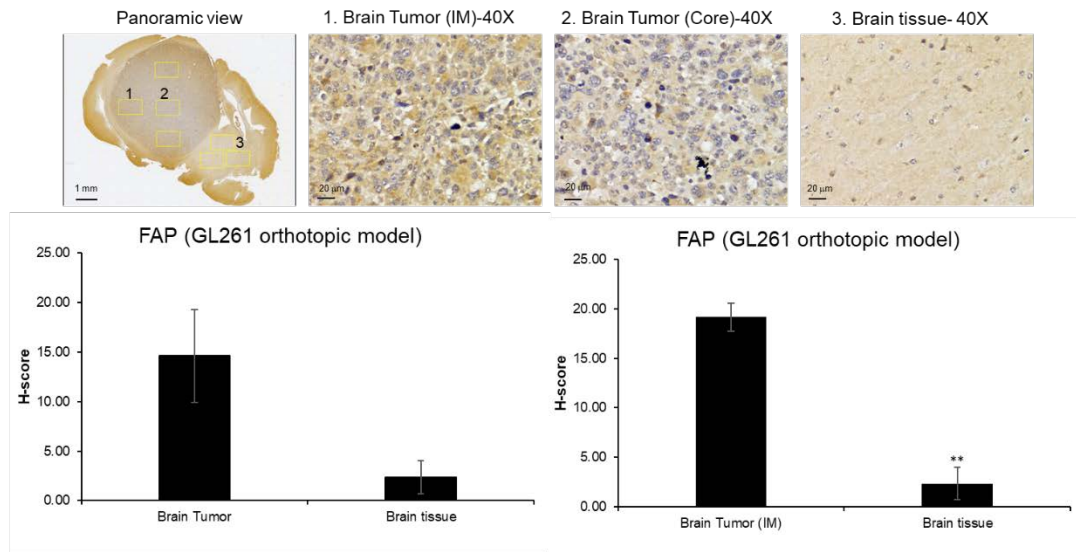 Panoramic view
1. Brain Tumor (IM)-40X
2. Brain Tumor (Core)-40X
3. Brain tissue- 40X
1
2
3
1 mm
20 µm
20 µm
20 µm
FAP (GL261 orthotopic model)
25.00
20.00
15.00
10.00
5.00
0.00
H-score
Brain Tumor
Brain tissue
FAP (GL261 orthotopic model)
25.00
20.00
15.00
10.00
5.00
0.00
H-score
**
Brain Tumor (IM)
Brain tissue